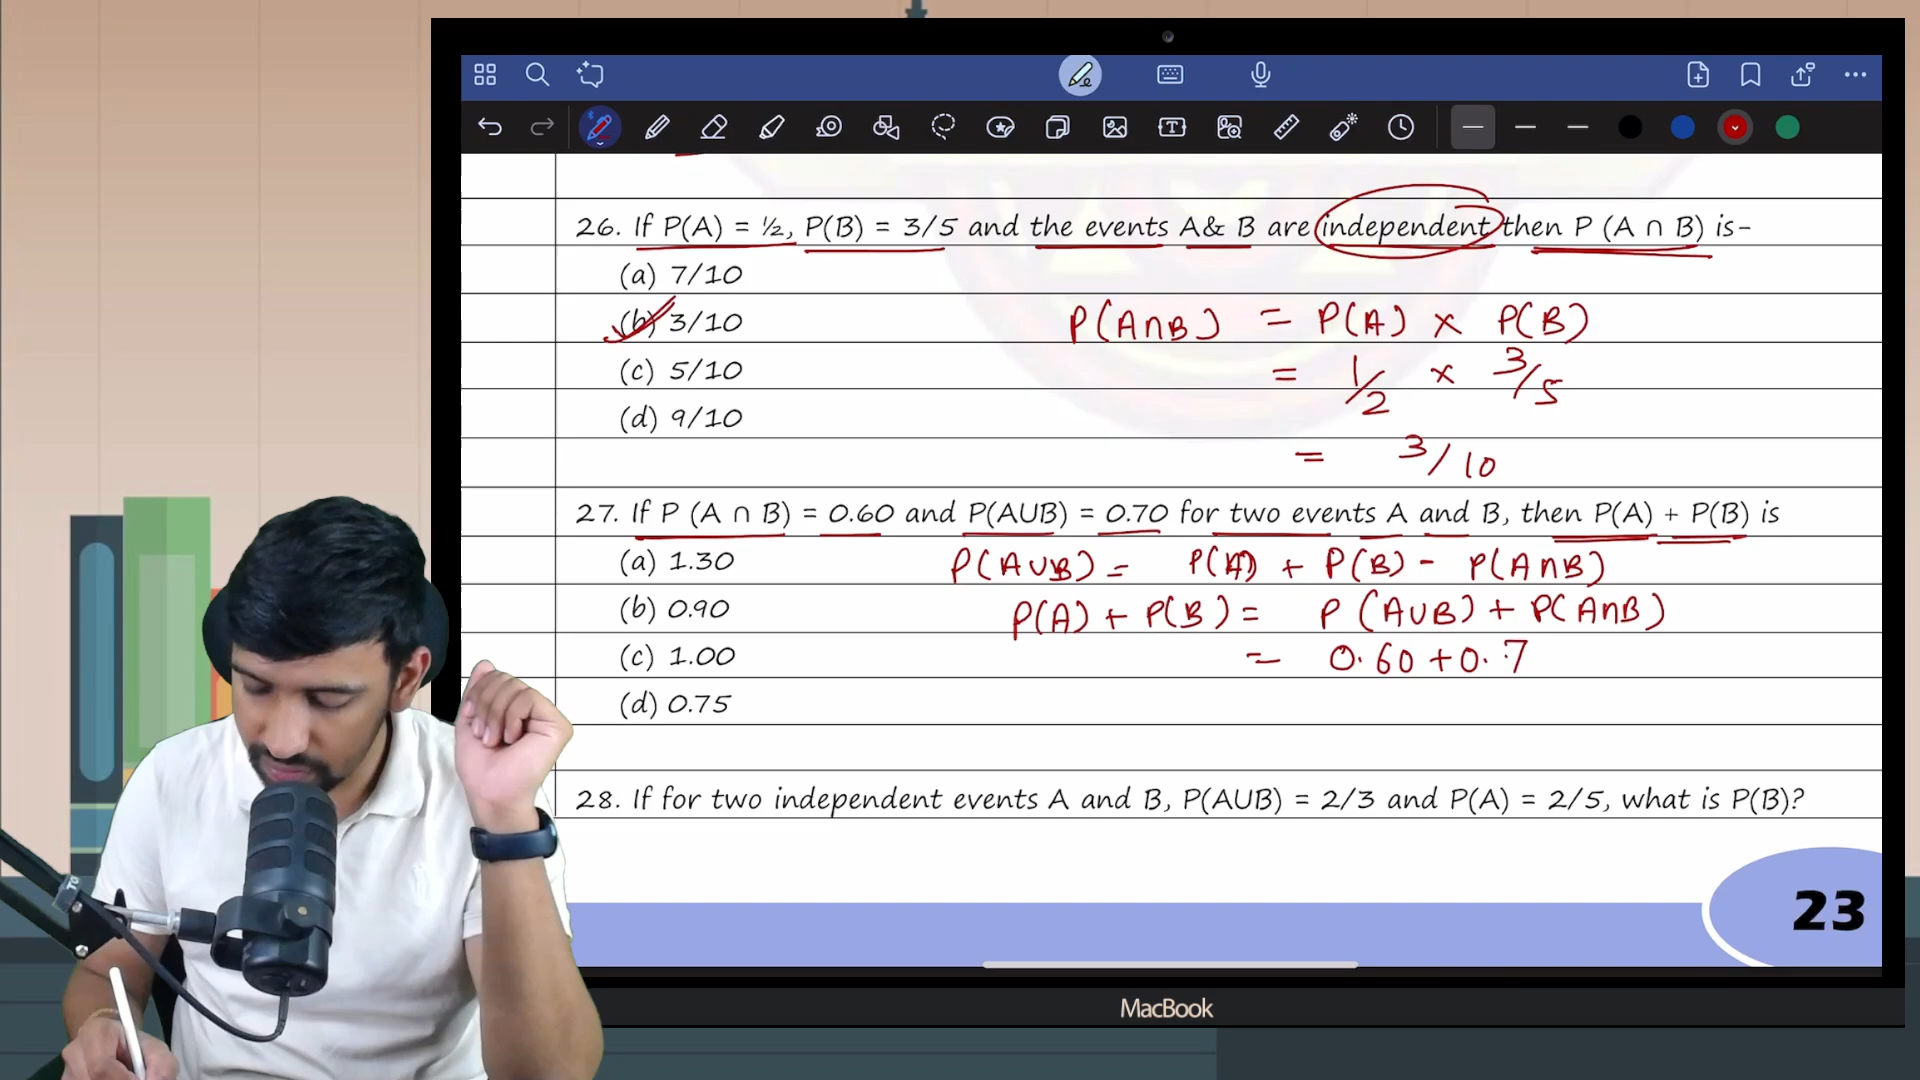 26. If P(A) = ½, P(B) = 3/5 and the events A& B are independent then P (A ∩ B) is-
(a) 7/10
(b) 3/10
(c) 5/10
(d) 9/10
P(A∩B) = P(A) × P(B)
= 1/2 × 3/5
= 3/10
27. If P (A ∩ B) = 0.60 and P(AUB) = 0.70 for two events A and B, then P(A) + P(B) is
(a) 1.30
(b) 0.90
(c) 1.00
(d) 0.75
P(A∪B) = P(A) + P(B) - P(A∩B)
P(A) + P(B) = P (A∪B) + P(A∩B)
= 0.60 + 0.7
28. If for two independent events A and B, P(AUB) = 2/3 and P(A) = 2/5, what is P(B)?
23
MacBook